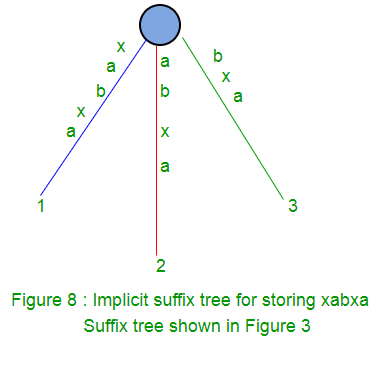 x a b x a
a b x a
b x a
1
2
3
Figure 8 : Implicit suffix tree for storing xabxa
Suffix tree shown in Figure 3